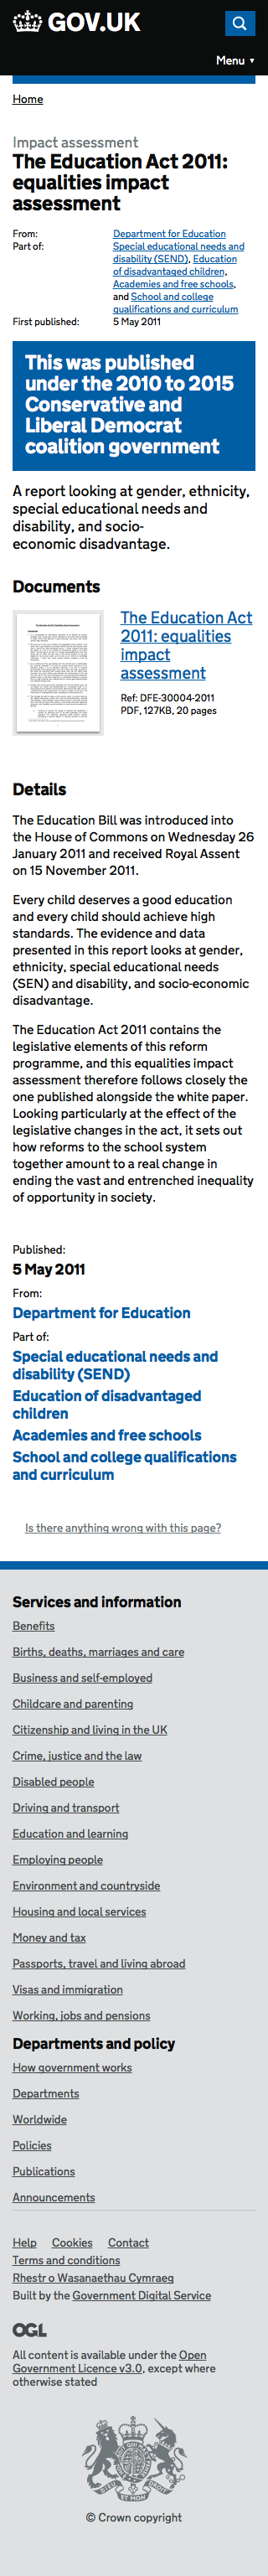 GOV.UK
Menu ▼
Home
Impact assessment
The Education Act 2011:
equalities impact
assessment
From:
Department for Education
Part of:
Special educational needs and
disability (SEND), Education
of disadvantaged children,
Academies and free schools,
and School and college
qualifications and curriculum
First published:
5 May 2011
This was published
under the 2010 to 2015
Conservative and
Liberal Democrat
coalition government
A report looking at gender, ethnicity,
special educational needs and
disability, and socio-
economic disadvantage.
Documents
The Education Act
2011: equalities
impact
assessment
Ref: DFE-30004-2011
PDF, 127KB, 20 pages
Details
The Education Bill was introduced into
the House of Commons on Wednesday 26
January 2011 and received Royal Assent
on 15 November 2011.
Every child deserves a good education
and every child should achieve high
standards. The evidence and data
presented in this report looks at gender,
ethnicity, special educational needs
(SEN) and disability, and socio-economic
disadvantage.
The Education Act 2011 contains the
legislative elements of this reform
programme, and this equalities impact
assessment therefore follows closely the
one published alongside the white paper.
Looking particularly at the effect of the
legislative changes in the act, it sets out
how reforms to the school system
together amount to a real change in
ending the vast and entrenched inequality
of opportunity in society.
Published:
5 May 2011
From:
Department for Education
Part of:
Special educational needs and
disability (SEND)
Education of disadvantaged
children
Academies and free schools
School and college qualifications
and curriculum
Is there anything wrong with this page?
Services and information
Benefits
Births, deaths, marriages and care
Business and self-employed
Childcare and parenting
Citizenship and living in the UK
Crime, justice and the law
Disabled people
Driving and transport
Education and learning
Employing people
Environment and countryside
Housing and local services
Money and tax
Passports, travel and living abroad
Visas and immigration
Working, jobs and pensions
Departments and policy
How government works
Departments
Worldwide
Policies
Publications
Announcements
Help Cookies Contact
Terms and conditions
Rhestr o Wasanaethau Cymraeg
Built by the Government Digital Service
OGL
All content is available under the Open
Government Licence v3.0, except where
otherwise stated
© Crown copyright